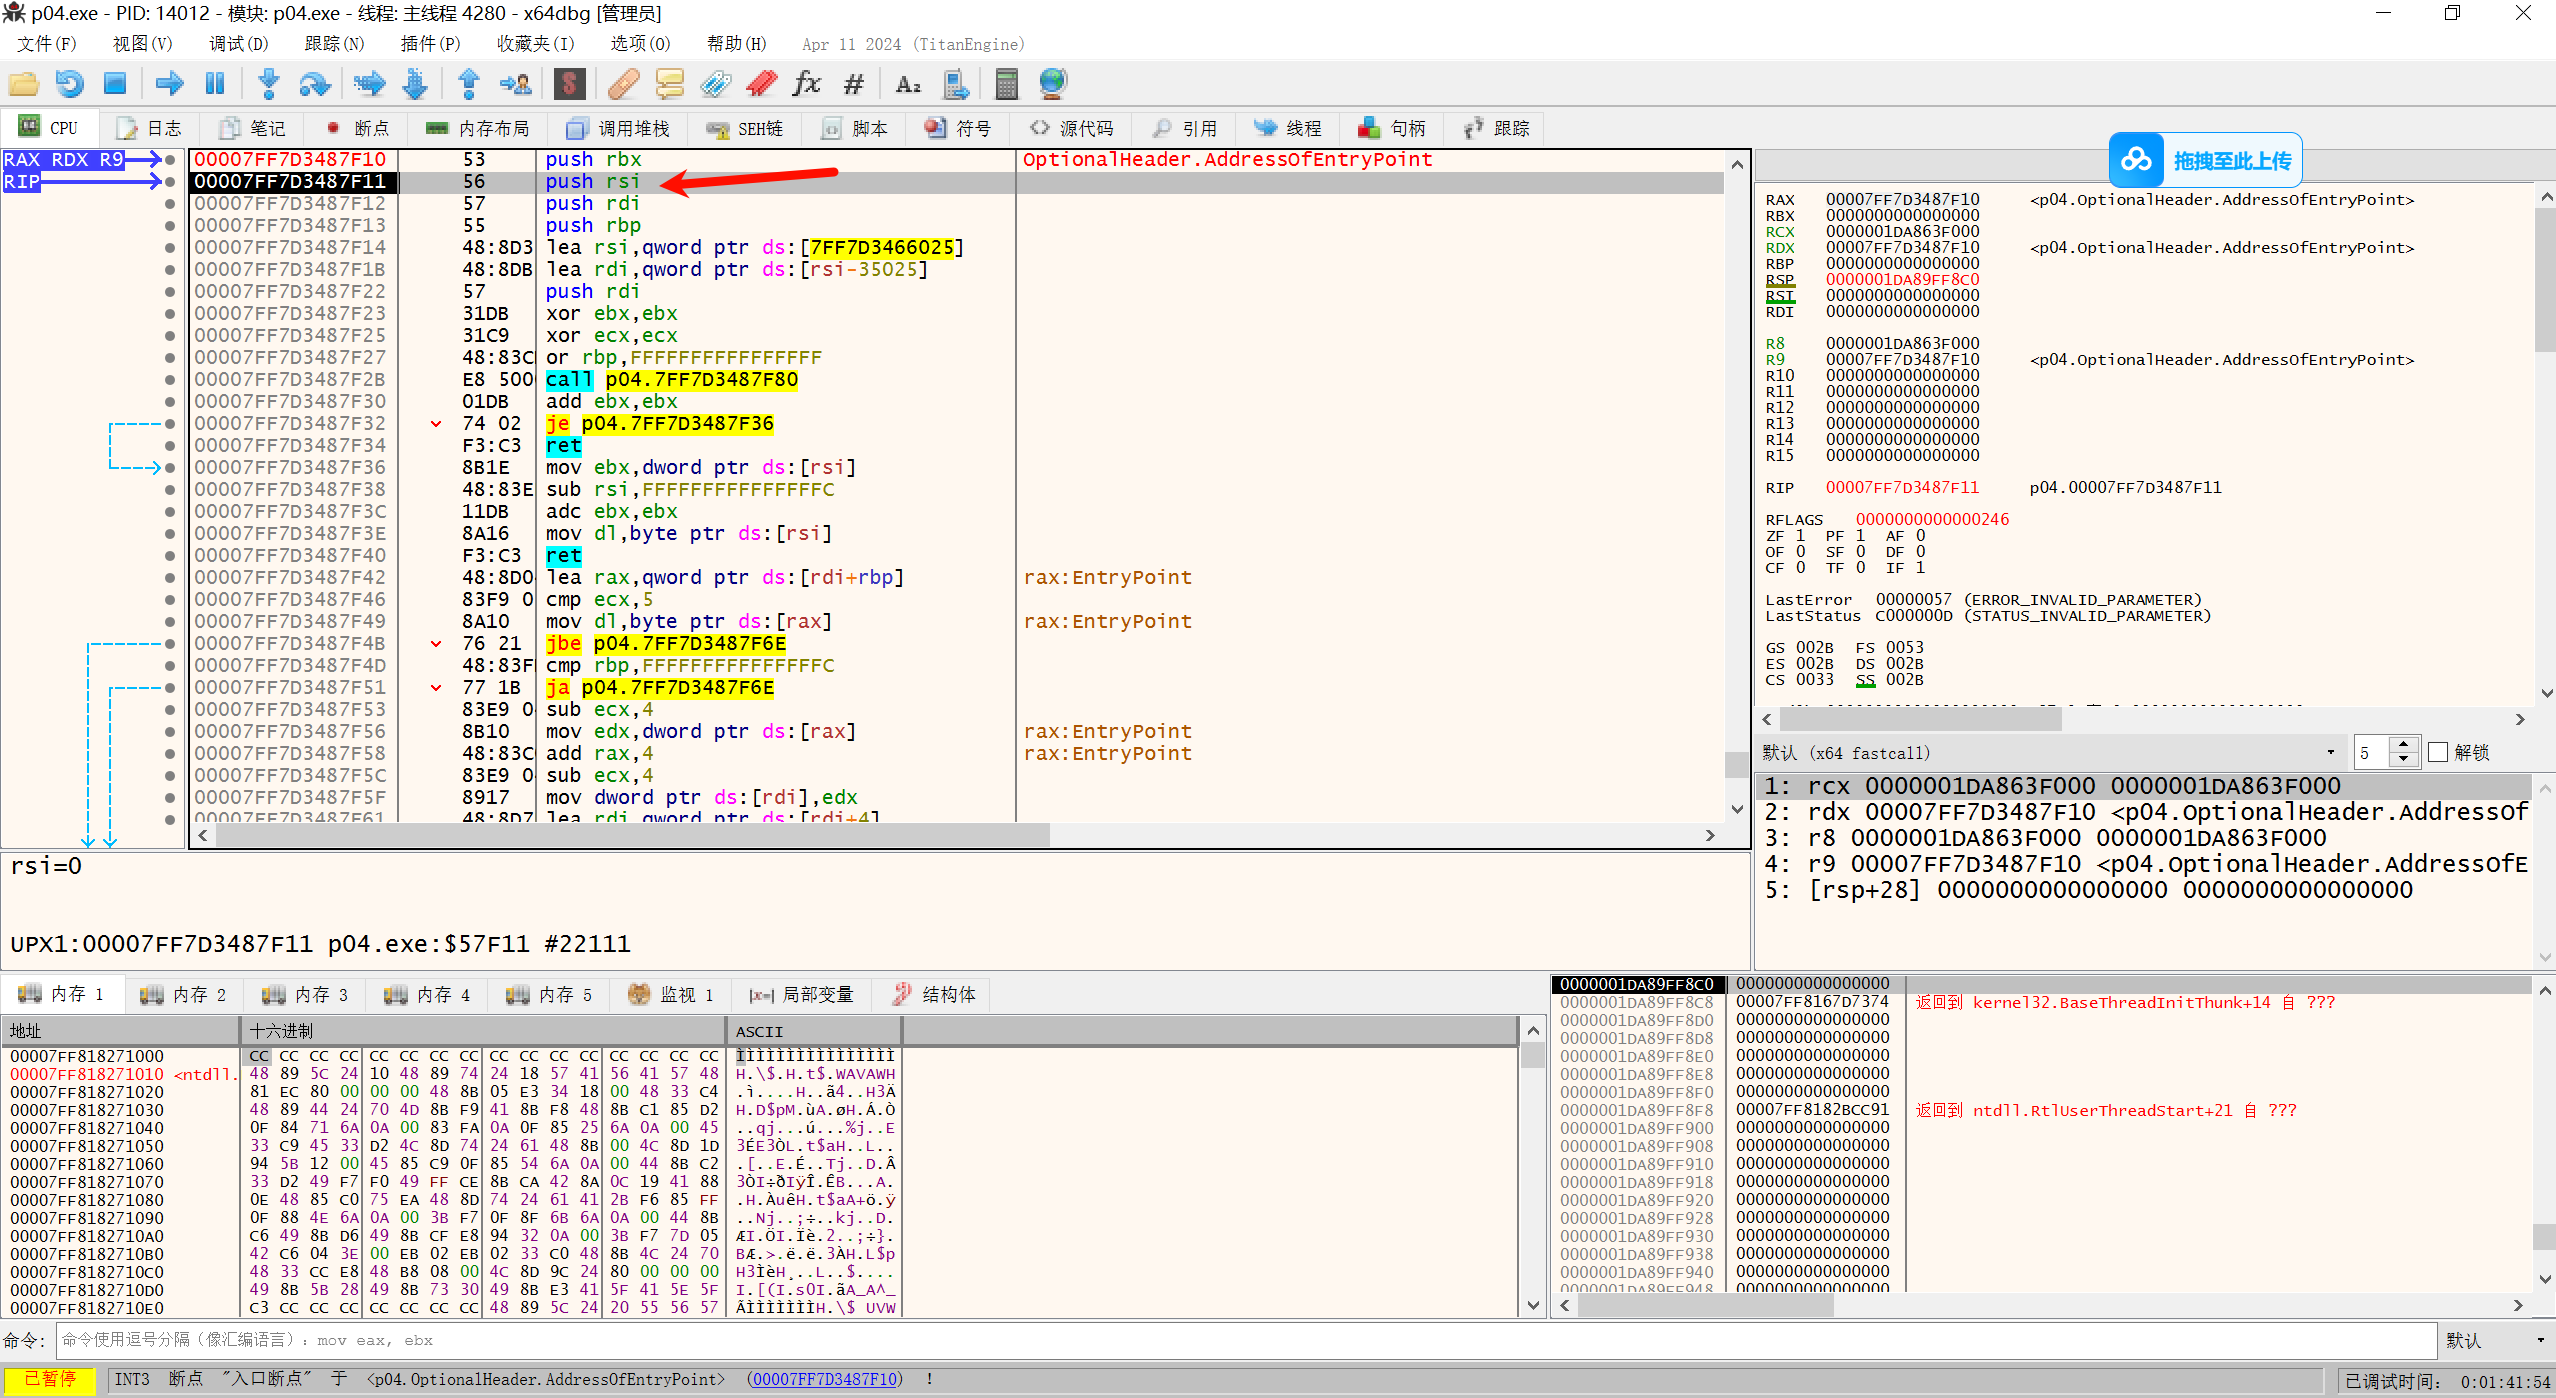 p04.exe - PID: 14012 - 模块: p04.exe - 线程: 主线程 4280 - x64dbg [管理员]
文件(F) 视图(V) 调试(D) 跟踪(N) 插件(P) 收藏夹(I) 选项(O) 帮助(H) Apr 11 2024 (TitanEngine)
CPU 日志 笔记 断点 内存布局 调用堆栈 SEH链 脚本 符号 源代码 引用 线程 句柄 跟踪
拖拽至此上传
RAX RDX R9
RIP
00007FF7D3487F10 53 push rbx OptionalHeader.AddressOfEntryPoint
00007FF7D3487F11 56 push rsi
00007FF7D3487F12 57 push rdi
00007FF7D3487F13 55 push rbp
00007FF7D3487F14 48:8D3 lea rsi,qword ptr ds:[7FF7D3466025]
00007FF7D3487F1B 48:8DB lea rdi,qword ptr ds:[rsi-35025]
00007FF7D3487F22 57 push rdi
00007FF7D3487F23 31DB xor ebx,ebx
00007FF7D3487F25 31C9 xor ecx,ecx
00007FF7D3487F27 48:83C or rbp,FFFFFFFFFFFFFFFF
00007FF7D3487F2B E8 500 call p04.7FF7D3487F80
00007FF7D3487F30 01DB add ebx,ebx
00007FF7D3487F32 74 02 je p04.7FF7D3487F36
00007FF7D3487F34 F3:C3 ret
00007FF7D3487F36 8B1E mov ebx,dword ptr ds:[rsi]
00007FF7D3487F38 48:83E sub rsi,FFFFFFFFFFFFFFFC
00007FF7D3487F3C 11DB adc ebx,ebx
00007FF7D3487F3E 8A16 mov dl,byte ptr ds:[rsi]
00007FF7D3487F40 F3:C3 ret
00007FF7D3487F42 48:8D0 lea rax,qword ptr ds:[rdi+rbp] rax:EntryPoint
00007FF7D3487F46 83F9 0 cmp ecx,5
00007FF7D3487F49 8A10 mov dl,byte ptr ds:[rax] rax:EntryPoint
00007FF7D3487F4B 76 21 jbe p04.7FF7D3487F6E
00007FF7D3487F4D 48:83F cmp rbp,FFFFFFFFFFFFFFFC
00007FF7D3487F51 77 1B ja p04.7FF7D3487F6E
00007FF7D3487F53 83E9 0 sub ecx,4
00007FF7D3487F56 8B10 mov edx,dword ptr ds:[rax] rax:EntryPoint
00007FF7D3487F58 48:83C add rax,4 rax:EntryPoint
00007FF7D3487F5C 83E9 0 sub ecx,4
00007FF7D3487F5F 8917 mov dword ptr ds:[rdi],edx
00007FF7D3487F61 48:8D7 lea rdi,qword ptr ds:[rdi+4]
RAX 00007FF7D3487F10 <p04.OptionalHeader.AddressOfEntryPoint>
RBX 0000000000000000
RCX 0000001DA863F000
RDX 00007FF7D3487F10 <p04.OptionalHeader.AddressOfEntryPoint>
RBP 0000000000000000
RSP 0000001DA89FF8C0
RSI 0000000000000000
RDI 0000000000000000
R8 0000001DA863F000
R9 00007FF7D3487F10 <p04.OptionalHeader.AddressOfEntryPoint>
R10 0000000000000000
R11 0000000000000000
R12 0000000000000000
R13 0000000000000000
R14 0000000000000000
R15 0000000000000000
RIP 00007FF7D3487F11 p04.00007FF7D3487F11
RFLAGS 0000000000000246
ZF 1 PF 1 AF 0
OF 0 SF 0 DF 0
CF 0 TF 0 IF 1
LastError 00000057 (ERROR_INVALID_PARAMETER)
LastStatus C000000D (STATUS_INVALID_PARAMETER)
GS 002B FS 0053
ES 002B DS 002B
CS 0033 SS 002B
默认 (x64 fastcall) 5 解锁
1: rcx 0000001DA863F000 0000001DA863F000
2: rdx 00007FF7D3487F10 <p04.OptionalHeader.AddressOf
3: r8 0000001DA863F000 0000001DA863F000
4: r9 00007FF7D3487F10 <p04.OptionalHeader.AddressOfE
5: [rsp+28] 0000000000000000 0000000000000000
rsi=0
UPX1:00007FF7D3487F11 p04.exe:$57F11 #22111
内存 1 内存 2 内存 3 内存 4 内存 5 监视 1 局部变量 结构体
地址 十六进制 ASCII
00007FF818271000 CC CC CC CC CC CC CC CC CC CC CC CC CC CC CC CC ÌÌÌÌÌÌÌÌÌÌÌÌÌÌÌÌ
00007FF818271010 <ntdll. 48 89 5C 24 10 48 89 74 24 18 57 41 56 41 57 48 H.\$.H.t$.WAVAWH
00007FF818271020 81 EC 80 00 00 00 48 8B 05 E3 34 18 00 48 33 C4 .ì....H..ã4..H3Ä
00007FF818271030 48 89 44 24 70 4D 8B F9 41 8B F8 48 8B C1 85 D2 H.D$pM.ùA.øH.Á.Ò
00007FF818271040 0F 84 71 6A 0A 00 83 FA 0A 0F 85 25 6A 0A 00 45 ..qj...ú...%j..E
00007FF818271050 33 C9 45 33 D2 4C 8D 74 24 61 48 8B 00 4C 8D 1D 3ÉE3ÒL.t$aH..L..
00007FF818271060 94 5B 12 00 45 85 C9 0F 85 54 6A 0A 00 44 8B C2 .[..E.É..Tj..D.Â
00007FF818271070 33 D2 49 F7 F0 49 FF CE 8B CA 42 8A 0C 19 41 88 3ÒI÷ðIÿÎ.ÊB...A.
00007FF818271080 0E 48 85 C0 75 EA 48 8D 74 24 61 41 2B F6 85 FF .H.ÀuêH.t$aA+ö.ÿ
00007FF818271090 0F 88 4E 6A 0A 00 3B F7 0F 8F 6B 6A 0A 00 44 8B ..Nj..;÷..kj..D.
00007FF8182710A0 C6 49 8B D6 49 8B CF E8 94 32 0A 00 3B F7 7D 05 ÆI.ÖI.Ïè.2..;÷}.
00007FF8182710B0 42 C6 04 3E 00 EB 02 EB 02 33 C0 48 8B 4C 24 70 BÆ.>.ë.ë.3ÀH.L$p
00007FF8182710C0 48 33 CC E8 48 B8 08 00 4C 8D 9C 24 80 00 00 00 H3ÌèH¸..L..$....
00007FF8182710D0 49 8B 5B 28 49 8B 73 30 49 8B E3 41 5F 41 5E 5F I.[(I.s0I.ãA_A^_
00007FF8182710E0 C3 CC CC CC CC CC CC CC 48 89 5C 24 20 55 56 57 ÃÌÌÌÌÌÌÌH.\$ UVW
0000001DA89FF8C0 0000000000000000
0000001DA89FF8C8 00007FF8167D7374 返回到 kernel32.BaseThreadInitThunk+14 自 ???
0000001DA89FF8D0 0000000000000000
0000001DA89FF8D8 0000000000000000
0000001DA89FF8E0 0000000000000000
0000001DA89FF8E8 0000000000000000
0000001DA89FF8F0 0000000000000000
0000001DA89FF8F8 00007FF8182BCC91 返回到 ntdll.RtlUserThreadStart+21 自 ???
0000001DA89FF900 0000000000000000
0000001DA89FF908 0000000000000000
0000001DA89FF910 0000000000000000
0000001DA89FF918 0000000000000000
0000001DA89FF920 0000000000000000
0000001DA89FF928 0000000000000000
0000001DA89FF930 0000000000000000
0000001DA89FF938 0000000000000000
0000001DA89FF940 0000000000000000
0000001DA89FF948 0000000000000000
命令: 命令使用逗号分隔（像汇编语言）: mov eax, ebx 默认
已暂停 INT3 断点 "入口断点" 于 <p04.OptionalHeader.AddressOfEntryPoint> (00007FF7D3487F10) ! 已调试时间: 0:01:41:54